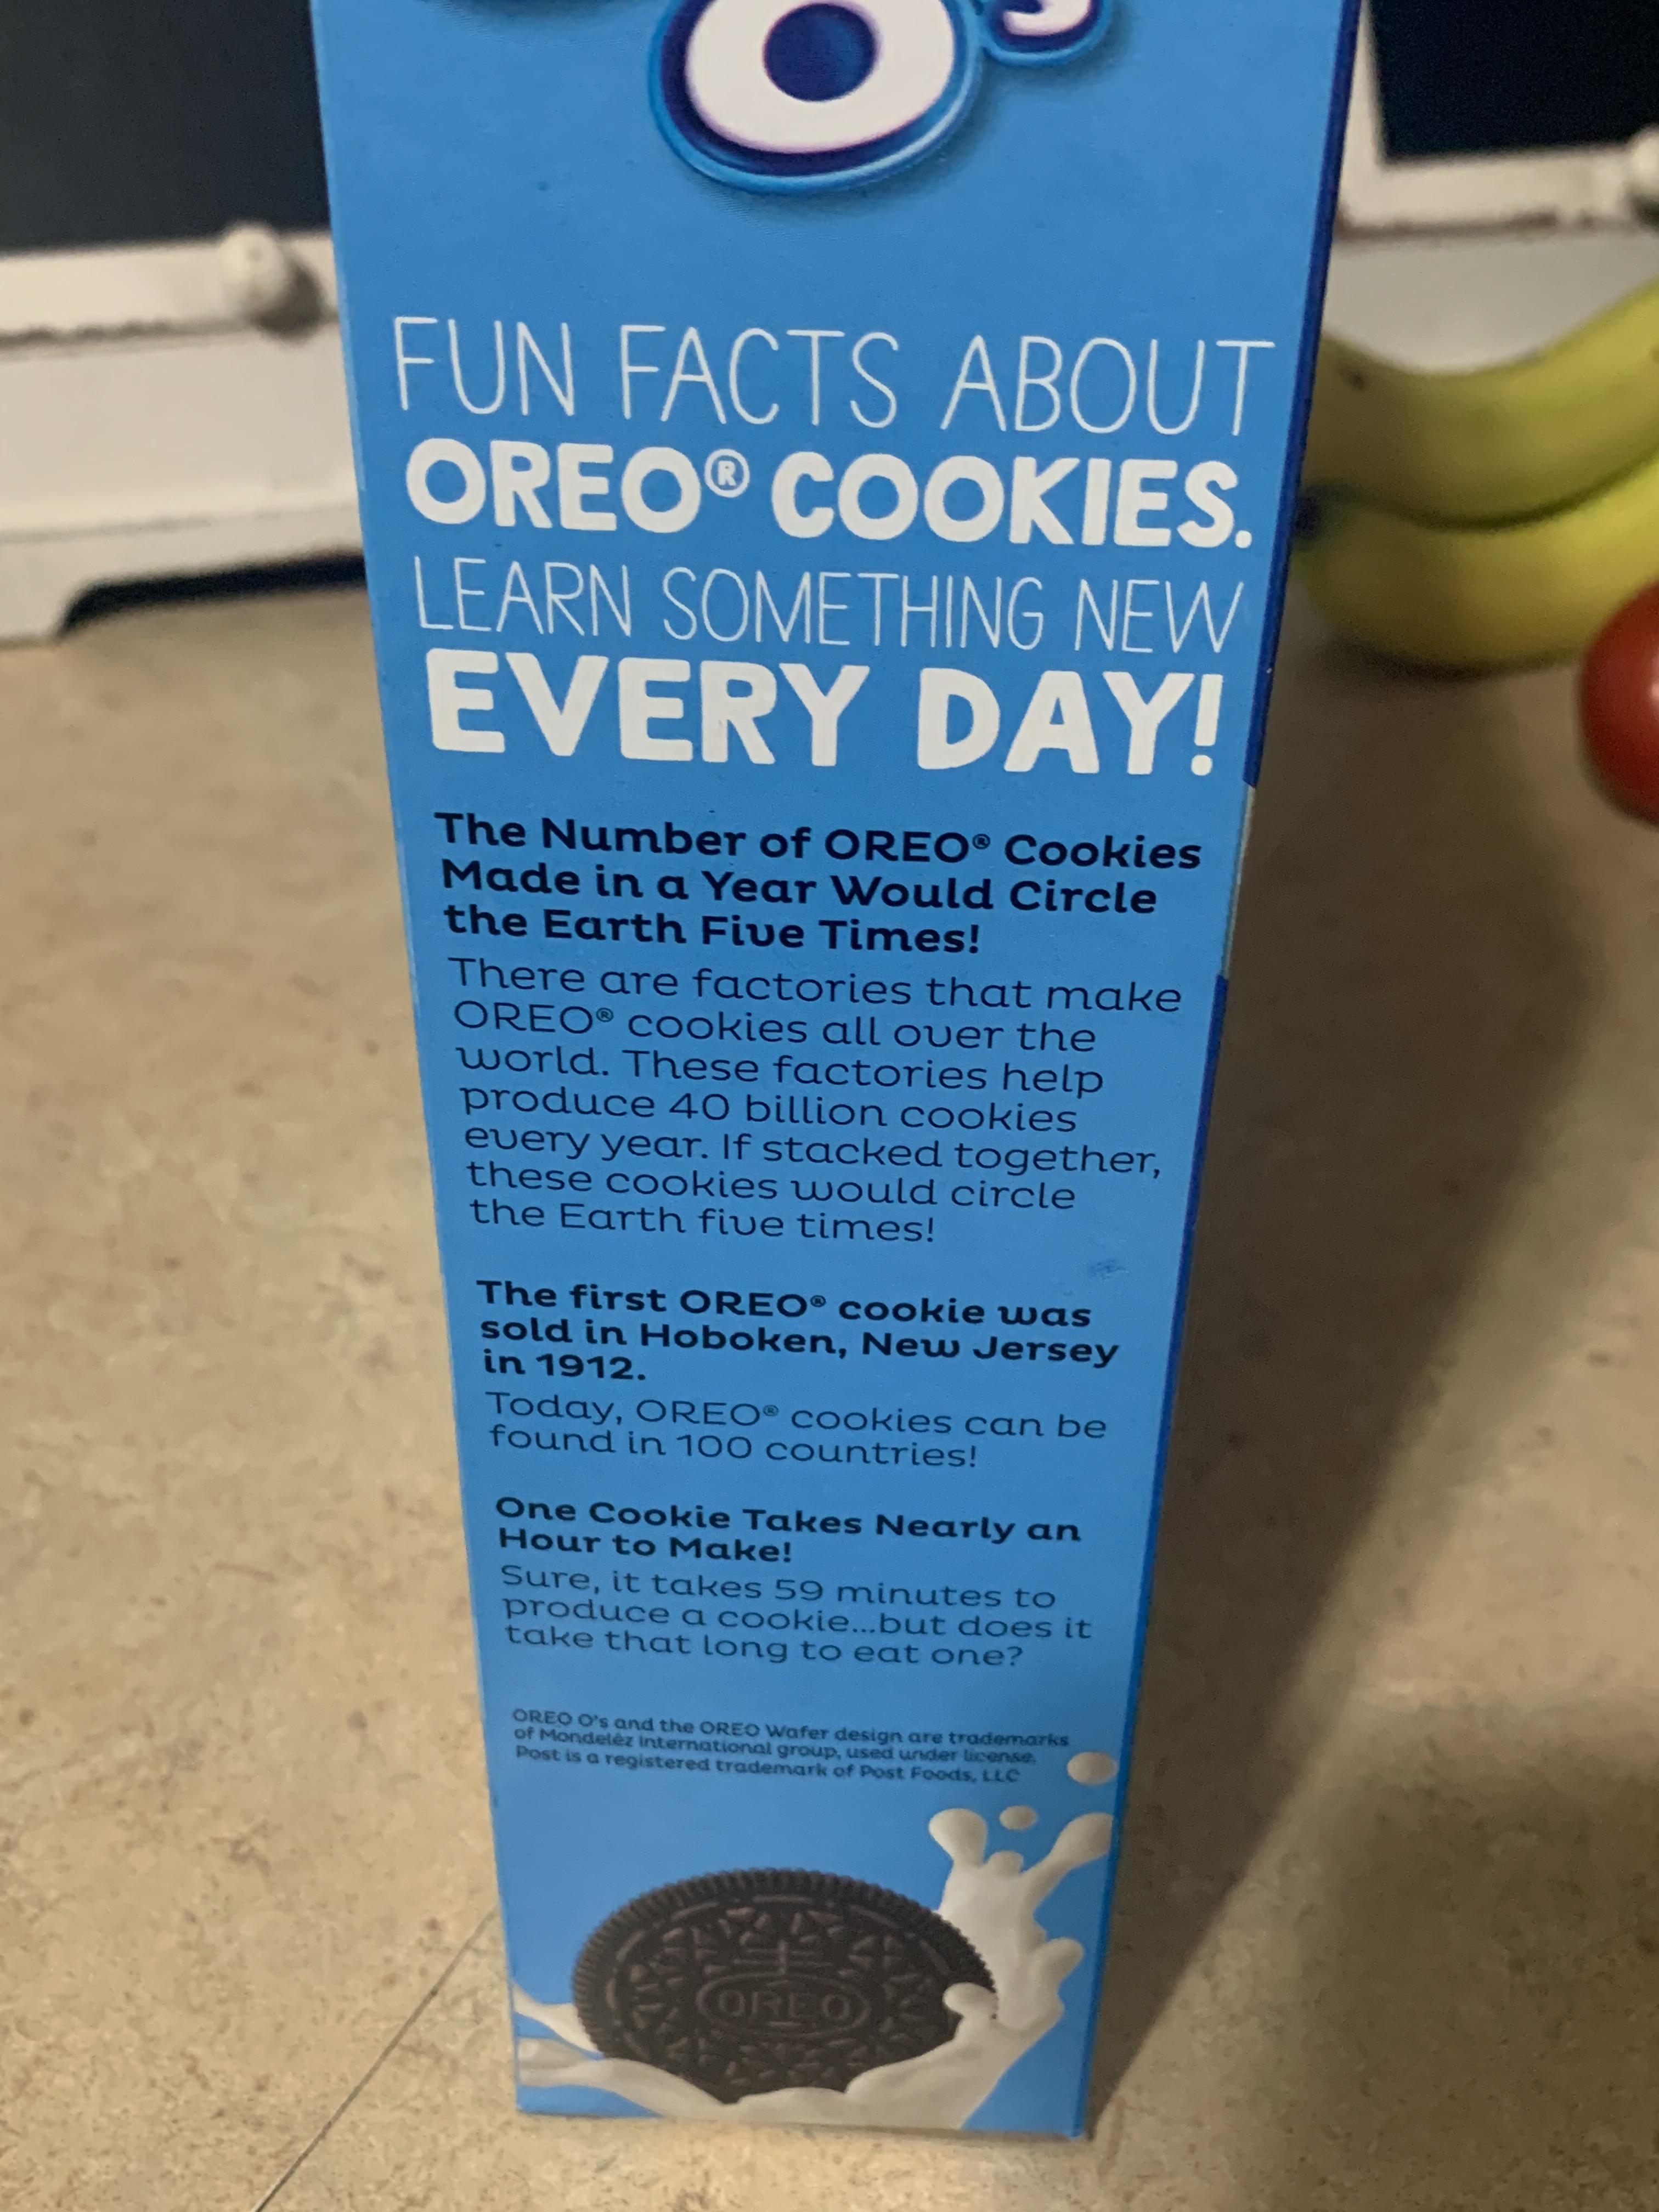 O's
FUN FACTS ABOUT
OREO® COOKIES.
LEARN SOMETHING NEW
EVERY DAY!
The Number of OREO® Cookies
Made in a Year Would Circle
the Earth Five Times!
There are factories that make
OREO® cookies all over the
world. These factories help
produce 40 billion cookies
every year. If stacked together,
these cookies would circle
the Earth five times!
The first OREO® cookie was
sold in Hoboken, New Jersey
in 1912.
Today, OREO® cookies can be
found in 100 countries!
One Cookie Takes Nearly an
Hour to Make!
Sure, it takes 59 minutes to
produce a cookie...but does it
take that long to eat one?
OREO O's and the OREO Wafer design are trademarks
of Mondelēz International group, used under license.
Post is a registered trademark of Post Foods, LLC
OREO